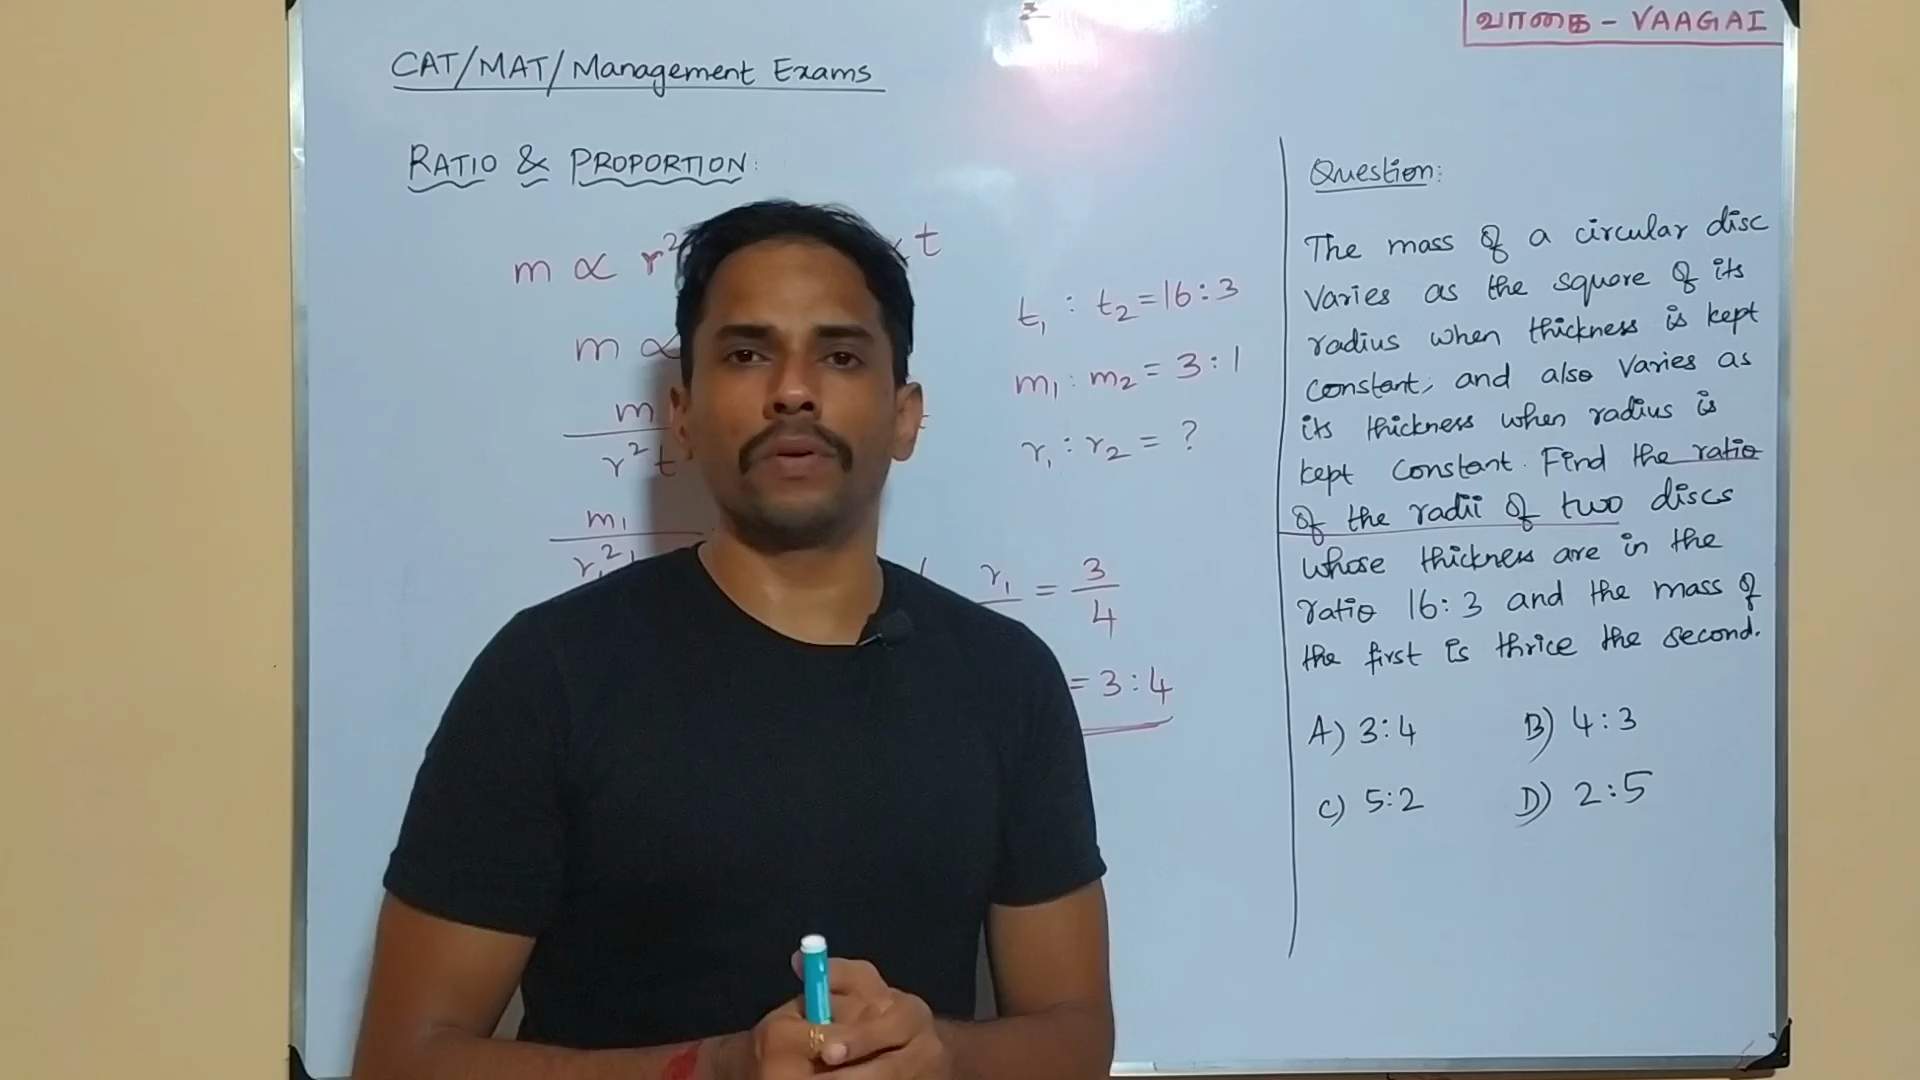 வாகை - VAAGAI
CAT/MAT/Management Exams
RATIO & PROPORTION:
m ∝ r² ∝ t
m ∝
m
r² t
m₁
r₁² t
t₁ : t₂ = 16 : 3
m₁ : m₂ = 3 : 1
r₁ : r₂ = ?
r₁ = 3
4
= 3 : 4
Question:
The mass of a circular disc
varies as the square of its
radius when thickness is kept
constant, and also varies as
its thickness when radius is
kept constant. Find the ratio
of the radii of two discs
whose thickness are in the
ratio 16:3 and the mass of
the first is thrice the second.
A) 3:4 B) 4:3
C) 5:2 D) 2:5